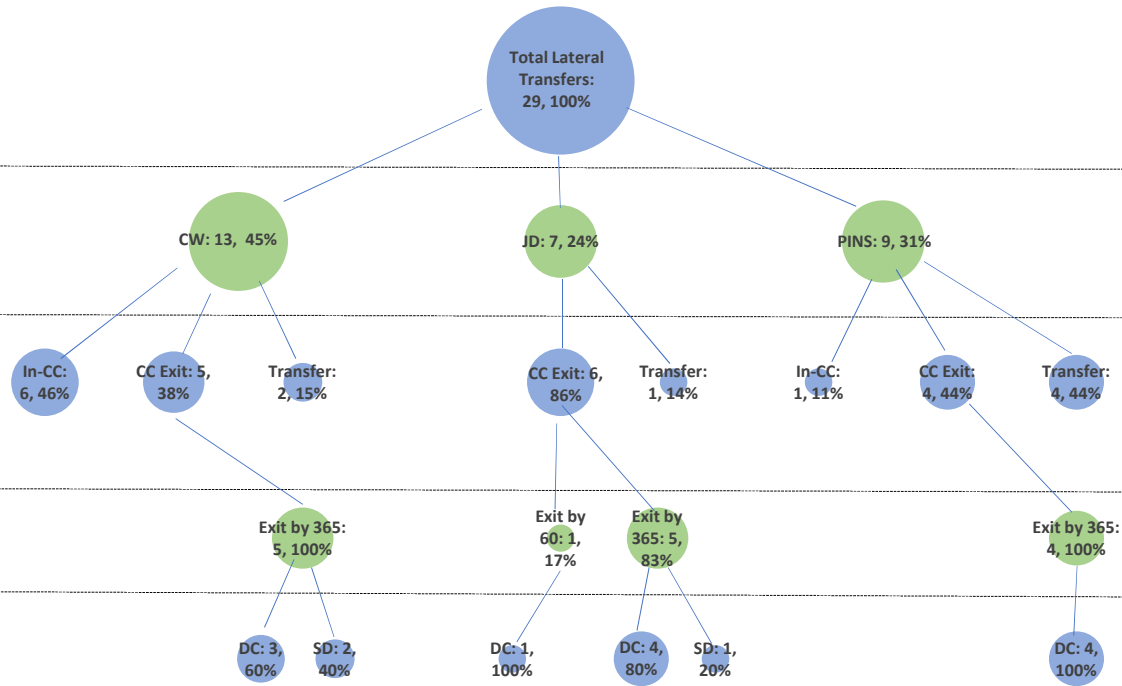 Total Lateral
Transfers:
29, 100%
CW: 13,  45%
JD: 7, 24%
PINS: 9, 31%
In-CC:
6, 46%
CC Exit: 5,
38%
Transfer:
2, 15%
CC Exit: 6,
86%
Transfer:
1, 14%
In-CC:
1, 11%
CC Exit:
4, 44%
Transfer:
4, 44%
Exit by 365:
5, 100%
Exit by
60: 1,
17%
Exit by
365: 5,
83%
Exit by 365:
4, 100%
DC: 3,
60%
SD: 2,
40%
DC: 1,
100%
DC: 4,
80%
SD: 1,
20%
DC: 4,
100%